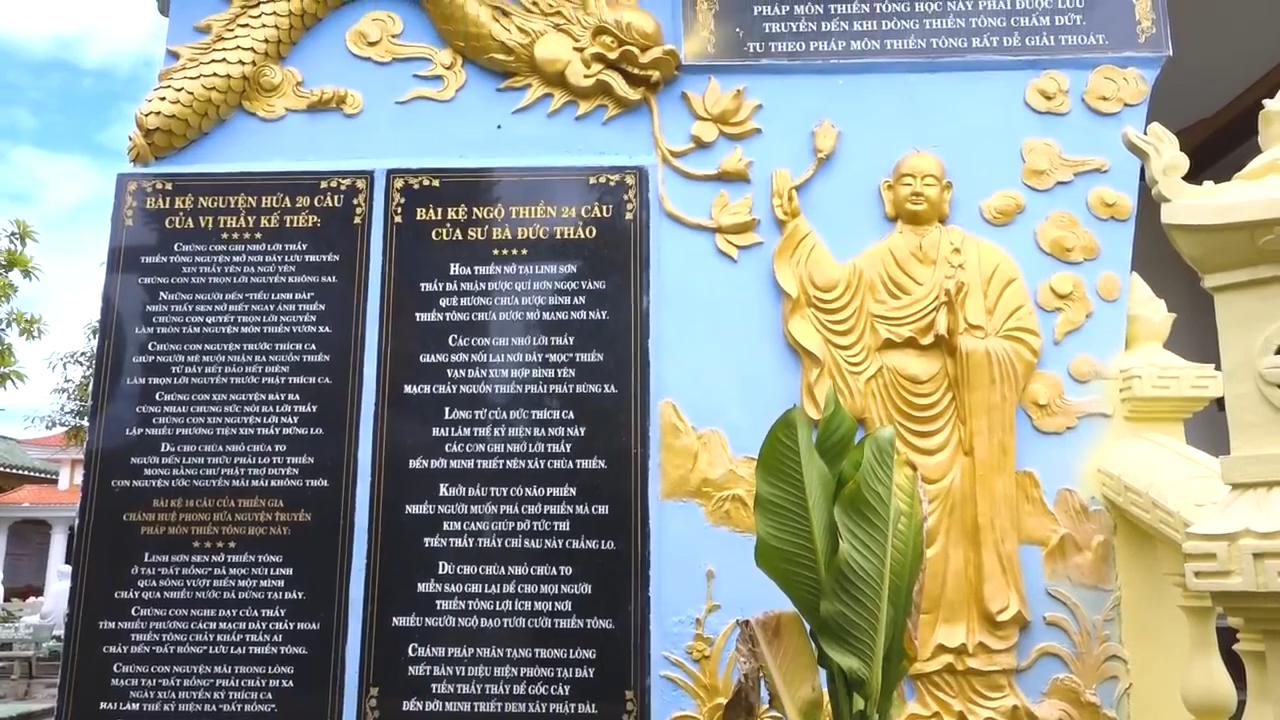 PHÁP MÔN THIỀN TÔNG HỌC NÀY PHẢI ĐƯỢC LƯU
TRUYỀN ĐẾN KHI DÒNG THIỀN TÔNG CHẤM DỨT.
-TU THEO PHÁP MÔN THIỀN TÔNG RẤT DỄ GIẢI THOÁT.
BÀI KỆ NGUYỆN HỨA 20 CÂU
CỦA VỊ THẦY KẾ TIẾP:
CHÚNG CON GHI NHỚ LỜI THẦY
THIỀN TÔNG NGUYỆN MỞ NƠI ĐÂY LƯU TRUYỀN
XIN THẦY YÊN DẠ NGỦ YÊN
CHÚNG CON XIN TRỌN LỜI NGUYỀN KHÔNG SAI.
NHỮNG NGƯỜI ĐẾN "TIỂU LINH ĐÀI"
NHÌN THẤY SEN NỞ BIẾT NGAY ÁNH THIỀN
CHÚNG CON QUYẾT TRỌN LỜI NGUYỀN
LÀM TRÒN TÂM NGUYỆN MÔN THIỀN VƯƠN XA.
CHÚNG CON NGUYỆN TRƯỚC THÍCH CA
GIÚP NGƯỜI MÊ MUỘI NHẬN RA NGUỒN THIỀN
TỪ ĐÂY HẾT ĐẢO HẾT ĐIÊN!
LÀM TRỌN LỜI NGUYỀN TRƯỚC PHẬT THÍCH CA.
CHÚNG CON XIN NGUYỆN BÀY RA
CÙNG NHAU CHUNG SỨC NÓI RA LỜI THẦY
CHÚNG CON XIN NGUYỆN LỜI NÀY
LẬP NHIỀU PHƯƠNG TIỆN XIN THẦY ĐỪNG LO.
DÙ CHO CHÙA NHỎ CHÙA TO
NGƯỜI ĐẾN LINH THỨU PHẢI LO TU THIỀN
MONG RẰNG CHƯ PHẬT TRỢ DUYÊN
CON NGUYỆN ƯỚC NGUYỀN MÃI MÃI KHÔNG THÔI.
BÀI KỆ 16 CÂU CỦA THIỀN GIA
CHÁNH HUỆ PHONG HỨA NGUYỆN TRUYỀN
PHÁP MÔN THIỀN TÔNG HỌC NÀY:
LINH SƠN SEN NỞ THIỀN TÔNG
Ở TẠI "ĐẤT RỒNG" ĐÃ MỌC NÚI LINH
QUA SÔNG VƯỢT BIỂN MỘT MÌNH
CHẢY QUA NHIỀU NƯỚC ĐÃ DỪNG TẠI ĐÂY.
CHÚNG CON NGHE DẠY CỦA THẦY
TÌM NHIỀU PHƯƠNG CÁCH MẠCH ĐÂY CHẢY HOÀI
THIỀN TÔNG CHẢY KHẮP TRẦN AI
CHẢY ĐẾN "ĐẤT RỒNG" LƯU LẠI THIỀN TÔNG.
CHÚNG CON NGUYỆN MÃI TRONG LÒNG
MẠCH TẠI "ĐẤT RỒNG" PHẢI CHẢY ĐI XA
NGÀY XƯA HUYỀN KÝ THÍCH CA
HAI LĂM THẾ KỶ HIỆN RA "ĐẤT RỒNG".
BÀI KỆ NGỘ THIỀN 24 CÂU
CỦA SƯ BÀ ĐỨC THẢO
HOA THIỀN NỞ TẠI LINH SƠN
THẦY ĐÃ NHẬN ĐƯỢC QUÍ HƠN NGỌC VÀNG
QUÊ HƯƠNG CHƯA ĐƯỢC BÌNH AN
THIỀN TÔNG CHƯA ĐƯỢC MỞ MANG NƠI NÀY.
CÁC CON GHI NHỚ LỜI THẦY
GIANG SƠN NỐI LẠI NƠI ĐÂY "MỌC" THIỀN
VẠN DÂN XUM HỢP BÌNH YÊN
MẠCH CHẢY NGUỒN THIỀN PHẢI PHÁT BÙNG XA.
LÒNG TỪ CỦA ĐỨC THÍCH CA
HAI LĂM THẾ KỶ HIỆN RA NƠI NÀY
CÁC CON GHI NHỚ LỜI THẦY
ĐẾN ĐỜI MINH TRIẾT NÊN XÂY CHÙA THIỀN.
KHỞI ĐẦU TUY CÓ NÃO PHIỀN
NHIỀU NGƯỜI MUỐN PHÁ CHỚ PHIỀN MÀ CHI
KIM CANG GIÚP ĐỠ TỨC THÌ
TIÊN THẦY THẦY CHỈ SAU NÀY CHẲNG LO.
DÙ CHO CHÙA NHỎ CHÙA TO
MIỄN SAO GHI LẠI ĐỂ CHO MỌI NGƯỜI
THIỀN TÔNG LỢI ÍCH MỌI NƠI
NHIỀU NGƯỜI NGỘ ĐẠO TƯƠI CƯỜI THIỀN TÔNG.
CHÁNH PHÁP NHÂN TẠNG TRONG LÒNG
NIẾT BÀN VI DIỆU HIỆN PHÒNG TẠI ĐÂY
TIỀN THẦY THẦY ĐỂ GỐC CÂY
ĐẾN ĐỜI MINH TRIẾT ĐEM XÂY PHẬT ĐÀI.